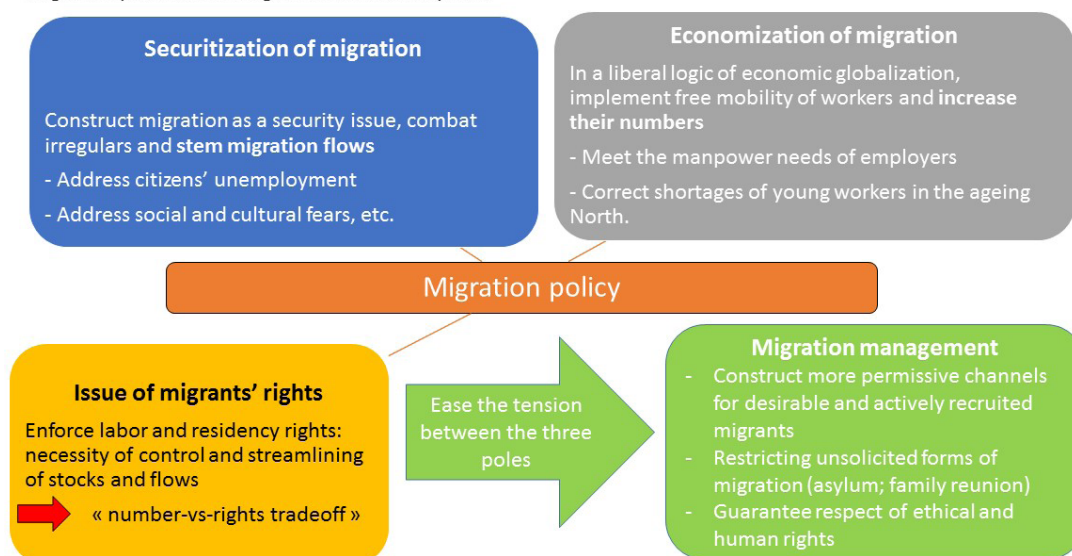 Securitization of migration
Construct migration as a security issue, combat
irregulars and stem migration flows
- Address citizens’ unemployment
- Address social and cultural fears, etc.
Economization of migration
In a liberal logic of economic globalization,
implement free mobility of workers and increase
their numbers
- Meet the manpower needs of employers
- Correct shortages of young workers in the ageing
North.
Migration policy
Issue of migrants’ rights
Enforce labor and residency rights:
necessity of control and streamlining
of stocks and flows
« number-vs-rights tradeoff »
Ease the tension
between the three
poles
Migration management
- Construct more permissive channels
for desirable and actively recruited
migrants
- Restricting unsolicited forms of
migration (asylum; family reunion)
- Guarantee respect of ethical and
human rights